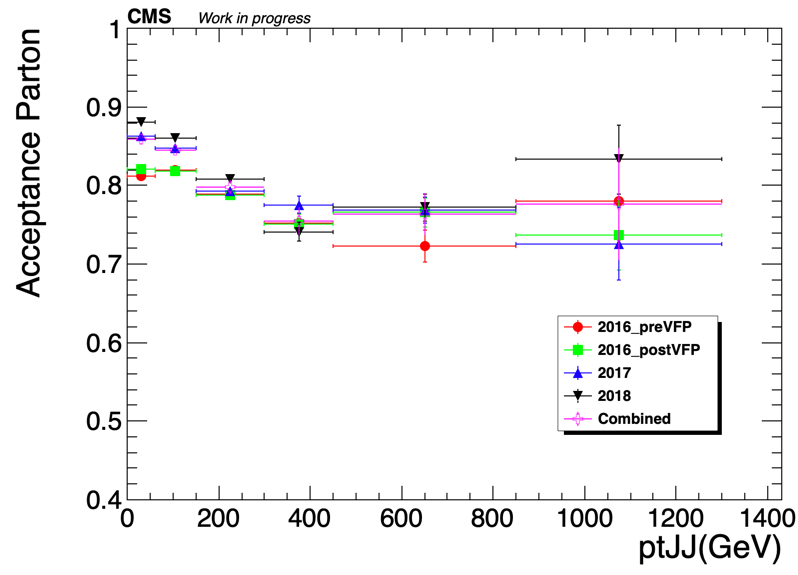 CMS Work in progress
Acceptance Parton
1
0.9
0.8
0.7
0.6
0.5
0.4
2016_preVFP
2016_postVFP
2017
2018
Combined
0 200 400 600 800 1000 1200 1400
ptJJ(GeV)